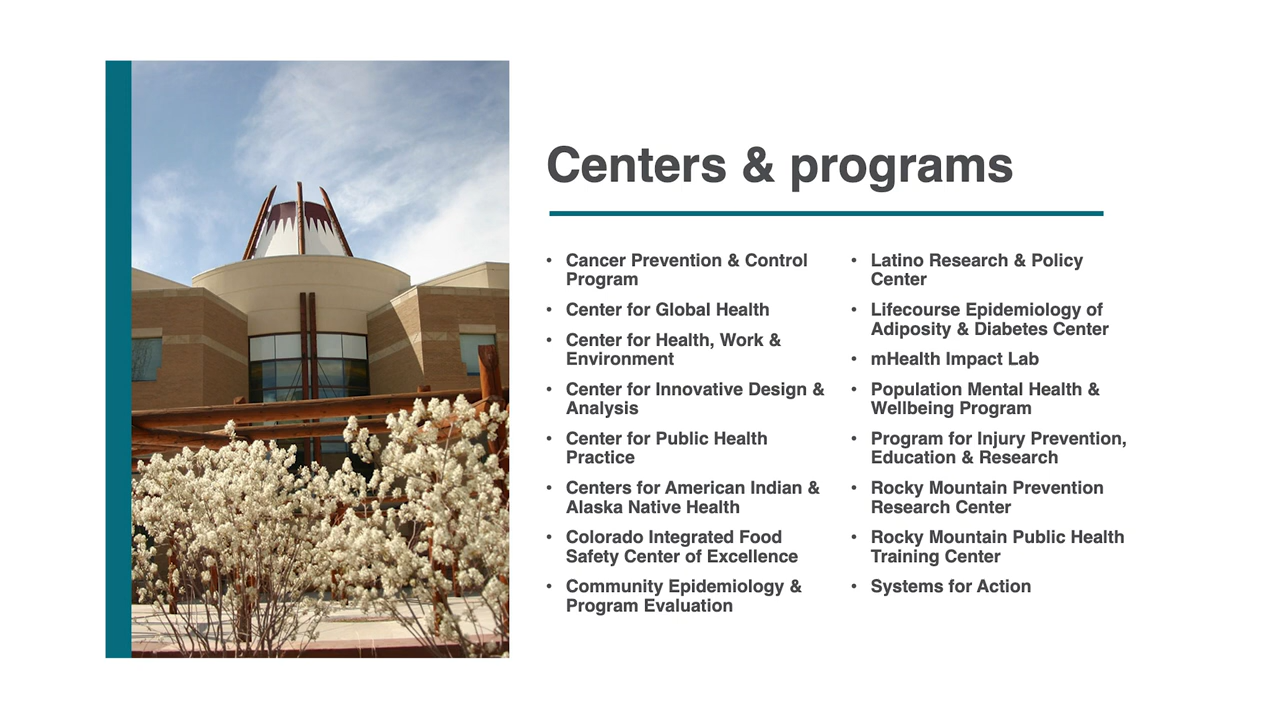 Centers & programs
• Cancer Prevention & Control
Program
• Center for Global Health
• Center for Health, Work &
Environment
• Center for Innovative Design &
Analysis
• Center for Public Health
Practice
• Centers for American Indian &
Alaska Native Health
• Colorado Integrated Food
Safety Center of Excellence
• Community Epidemiology &
Program Evaluation
• Latino Research & Policy
Center
• Lifecourse Epidemiology of
Adiposity & Diabetes Center
• mHealth Impact Lab
• Population Mental Health &
Wellbeing Program
• Program for Injury Prevention,
Education & Research
• Rocky Mountain Prevention
Research Center
• Rocky Mountain Public Health
Training Center
• Systems for Action